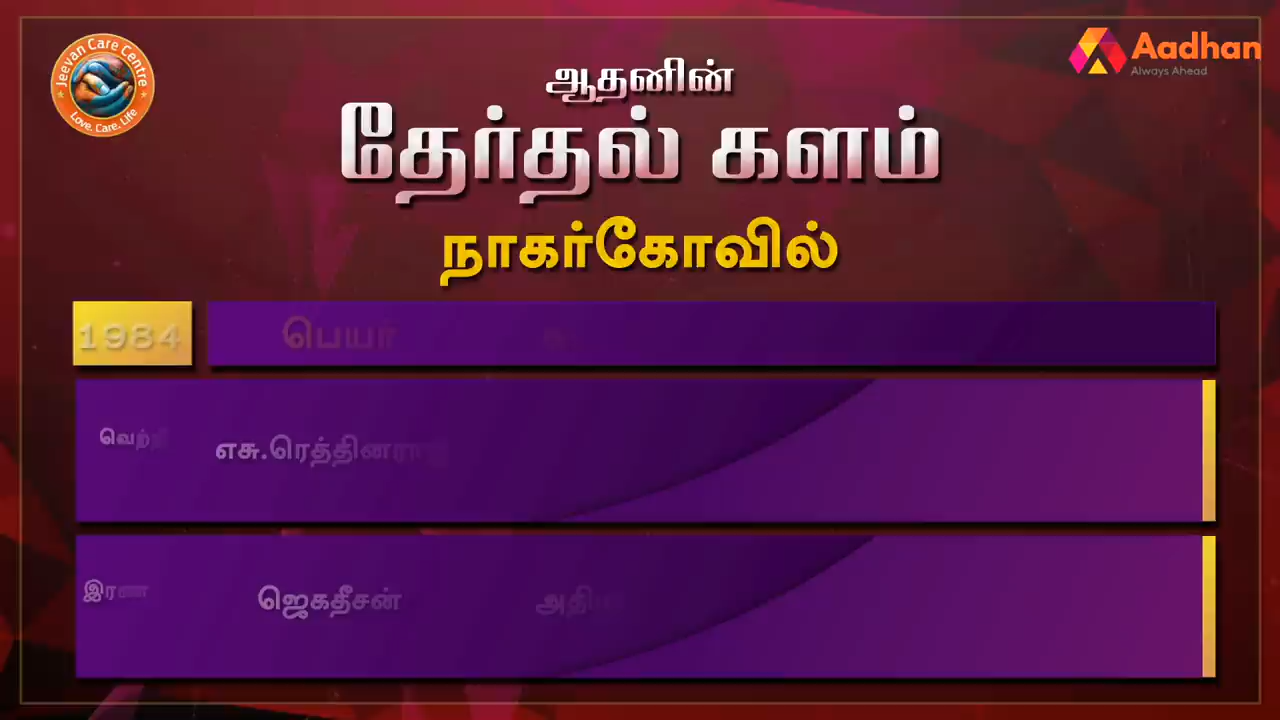 Jeevan Care Centre
Love. Care. Life
Aadhan
Always Ahead
ஆதனின்
தேர்தல் களம்
நாகர்கோவில்
1984 பெயர்
எசு.ரெத்தினராஜ்
ஜெகதீசன்